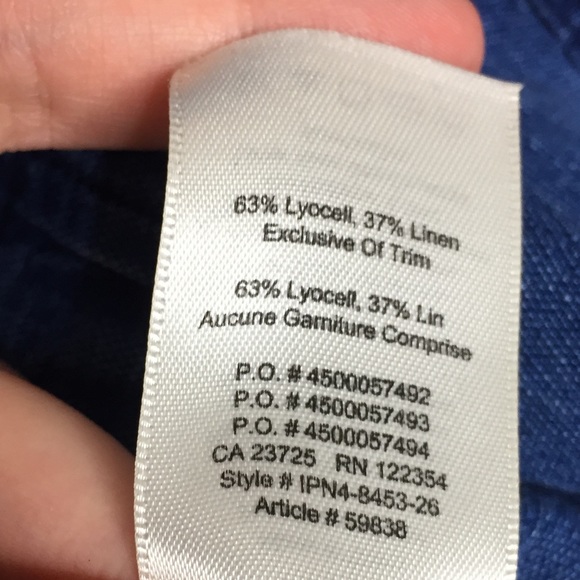 63% Lyocell, 37% Linen
Exclusive Of Trim
63% Lyocell, 37% Lin
Aucune Garniture Comprise
P.O. # 4500057492
P.O. # 4500057493
P.O. # 4500057494
CA 23725 RN 122354
Style # IPN4-8453-26
Article # 59838